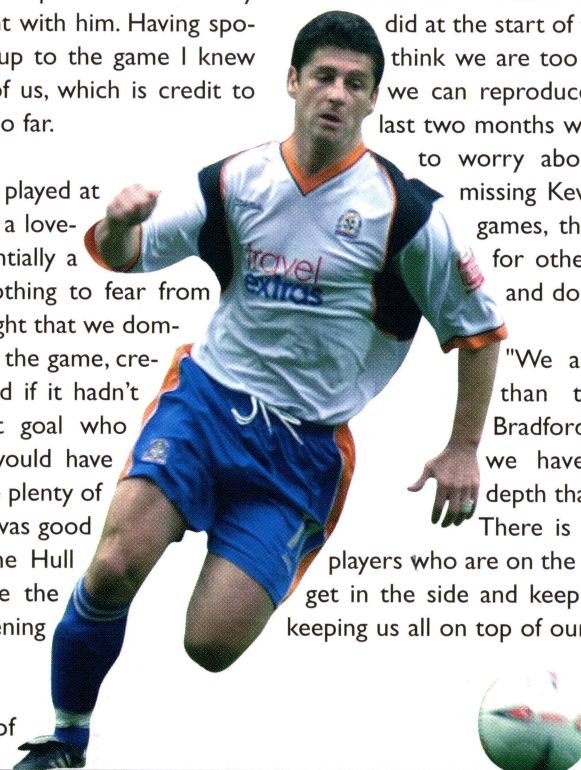 t with him. Having spo-
up to the game I knew
of us, which is credit to
o far.
played at
a love-
ntially a
othing to fear from
ght that we dom-
the game, cre-
d if it hadn't
t goal who
would have
plenty of
was good
ne Hull
e the
ening
of
travel
extras
did at the start of
think we are too
we can reproduce
last two months w
to worry abo
missing Kev
games, th
for othe
and do
"We a
than t
Bradford
we have
depth tha
There is
players who are on the
get in the side and keep
keeping us all on top of our